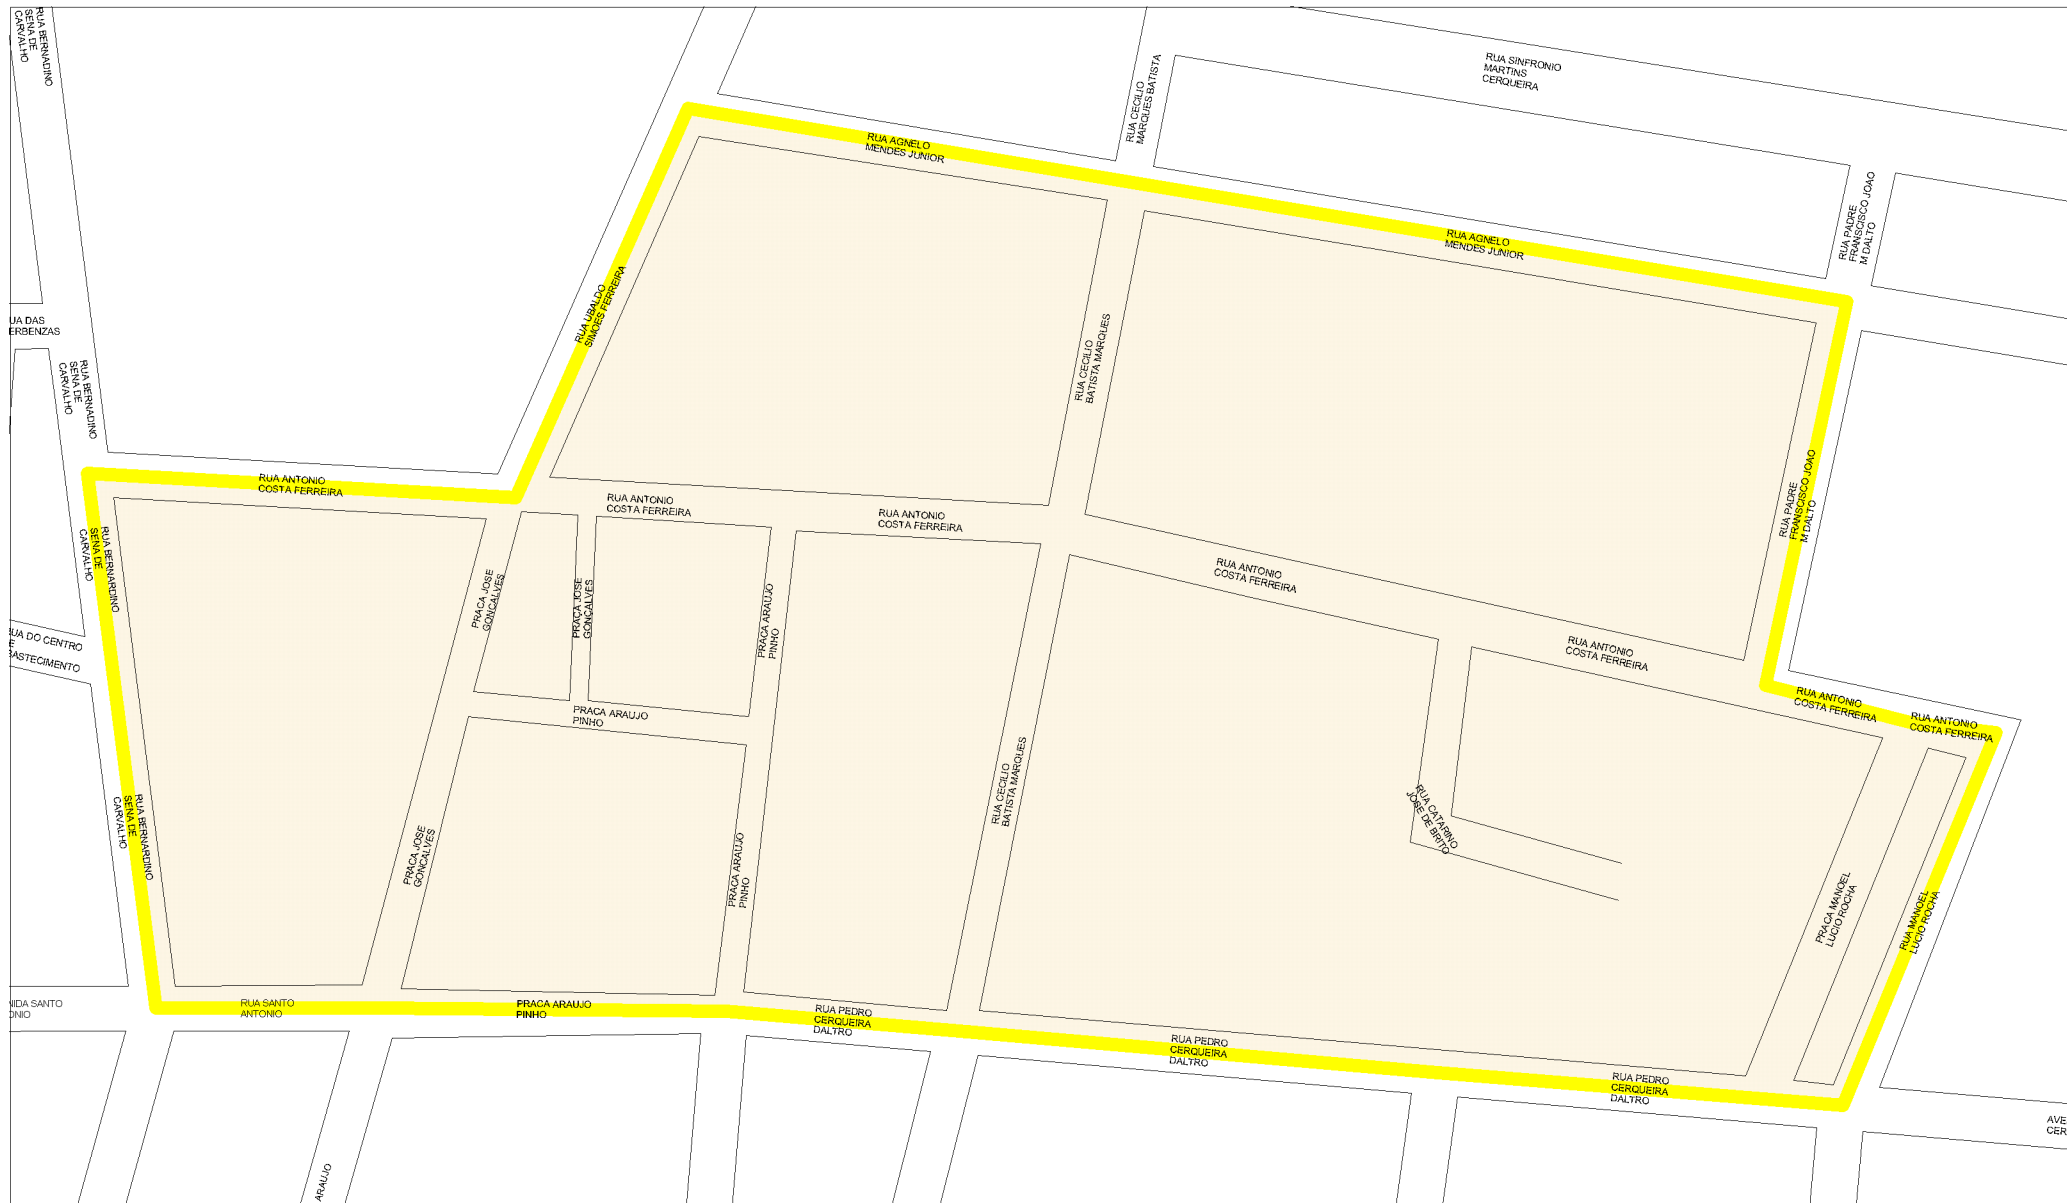 RUA BERNADINO
SENA DE
CARVALHO
RUA SINFRONIO
MARTINS
CERQUEIRA
RUA CECILIO
MARQUES BATISTA
RUA AGNELO
MENDES JUNIOR
RUA PADRE
FRANSCISCO JOAO
M DALTO
RUA AGNELO
MENDES JUNIOR
RUA UBALDO
SIMOES FERREIRA
UA DAS
ERBENZAS
RUA CECILIO
BATISTA MARQUES
RUA BERNADINO
SENA DE
CARVALHO
RUA ANTONIO
COSTA FERREIRA
RUA ANTONIO
COSTA FERREIRA
RUA ANTONIO
COSTA FERREIRA
RUA PADRE
FRANSCISCO JOAO
M DALTO
RUA BERNARDINO
SENA DE
CARVALHO
PRACA JOSE
GONCALVES
PRACA JOSE
GONCALVES
PRACA ARAUJO
PINHO
RUA ANTONIO
COSTA FERREIRA
RUA ANTONIO
COSTA FERREIRA
UA DO CENTRO
E
BASTECIMENTO
RUA ANTONIO
COSTA FERREIRA
RUA ANTONIO
COSTA FERREIRA
PRACA ARAUJO
PINHO
RUA CECILIO
BATISTA MARQUES
RUA CATARINO
JOSE DE BRITO
RUA BERNARDINO
SENA DE
CARVALHO
PRACA JOSE
GONCALVES
PRACA ARAUJO
PINHO
PRACA MANOEL
LUCIO ROCHA
RUA MANOEL
LUCIO ROCHA
NIDA SANTO
ONIO
RUA SANTO
ANTONIO
PRACA ARAUJO
PINHO
RUA PEDRO
CERQUEIRA
DALTRO
RUA PEDRO
CERQUEIRA
DALTRO
RUA PEDRO
CERQUEIRA
DALTRO
AVE
CER
ARAUJO